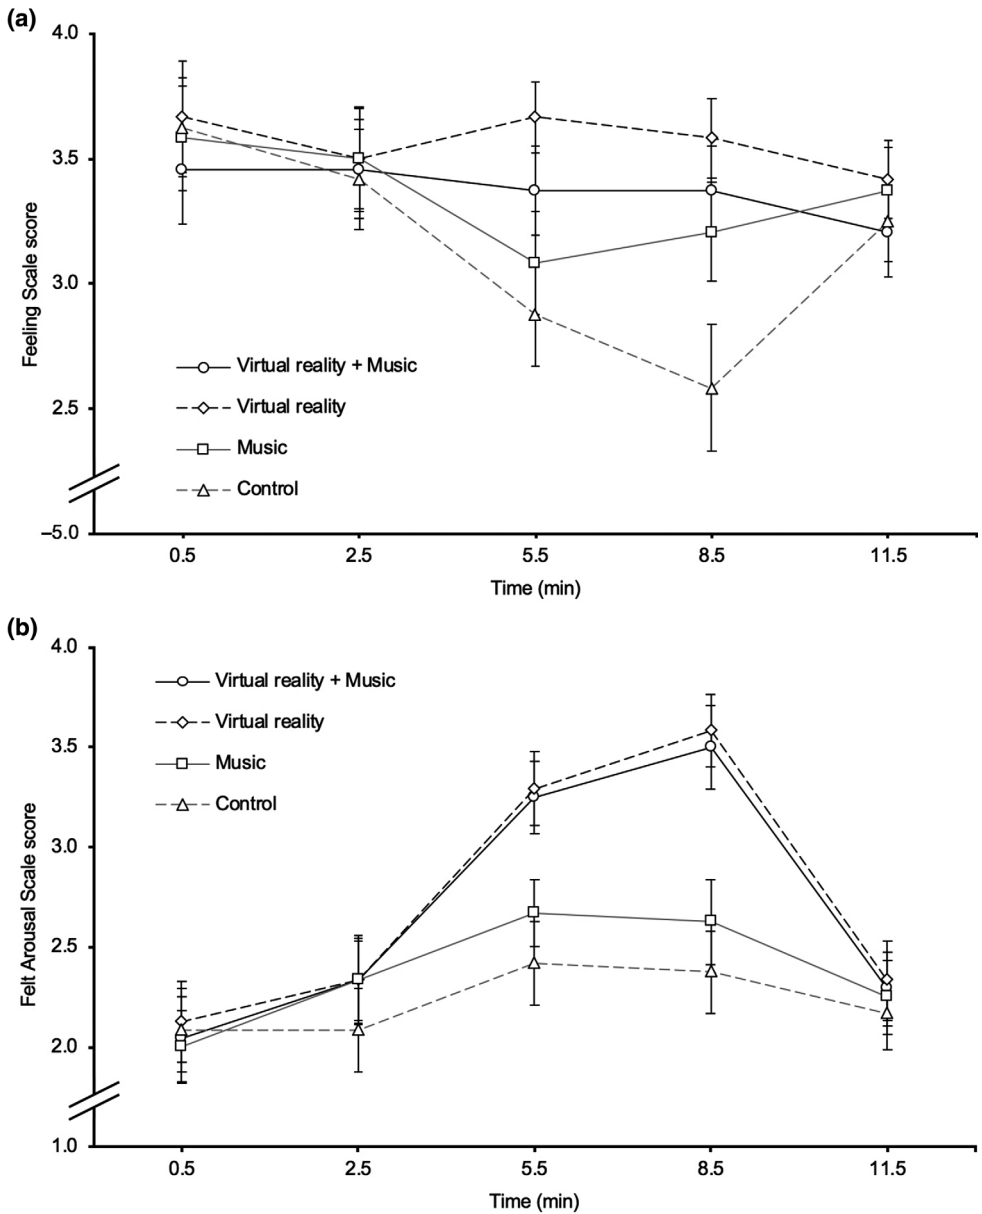 (a)
4.0
3.5
3.0
2.5
–5.0
Feeling Scale score
Virtual reality + Music
Virtual reality
Music
Control
0.5 2.5 5.5 8.5 11.5
Time (min)
(b)
4.0
3.5
3.0
2.5
2.0
1.0
Felt Arousal Scale score
Virtual reality + Music
Virtual reality
Music
Control
0.5 2.5 5.5 8.5 11.5
Time (min)